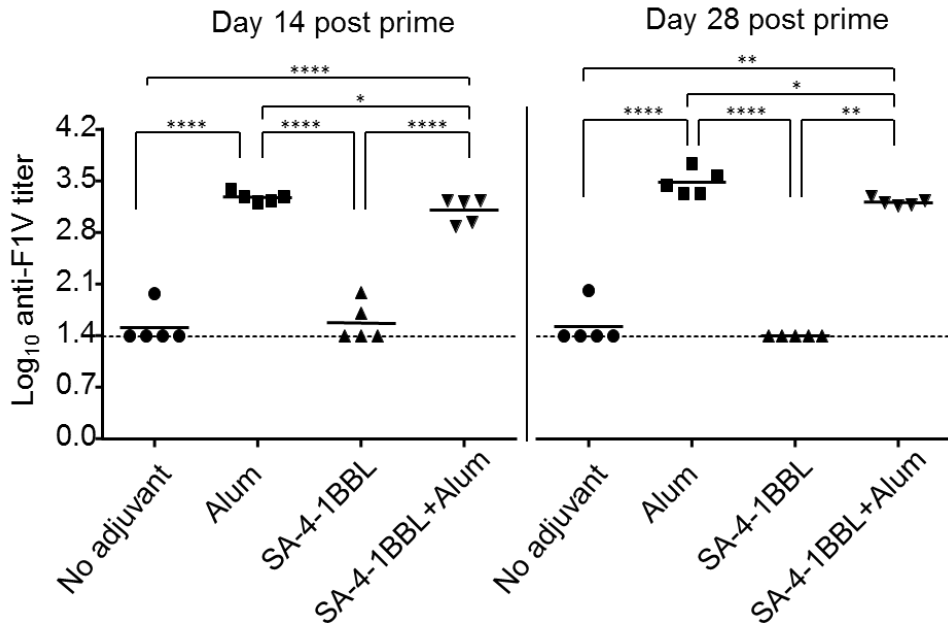 Day 14 post prime
Day 28 post prime
****
*
**** **** ****
**
*
**** **** **
Log10 anti-F1V titer
4.2
3.5
2.8
2.1
1.4
0.7
0.0
No adjuvant
Alum
SA-4-1BBL
SA-4-1BBL+Alum
No adjuvant
Alum
SA-4-1BBL
SA-4-1BBL+Alum